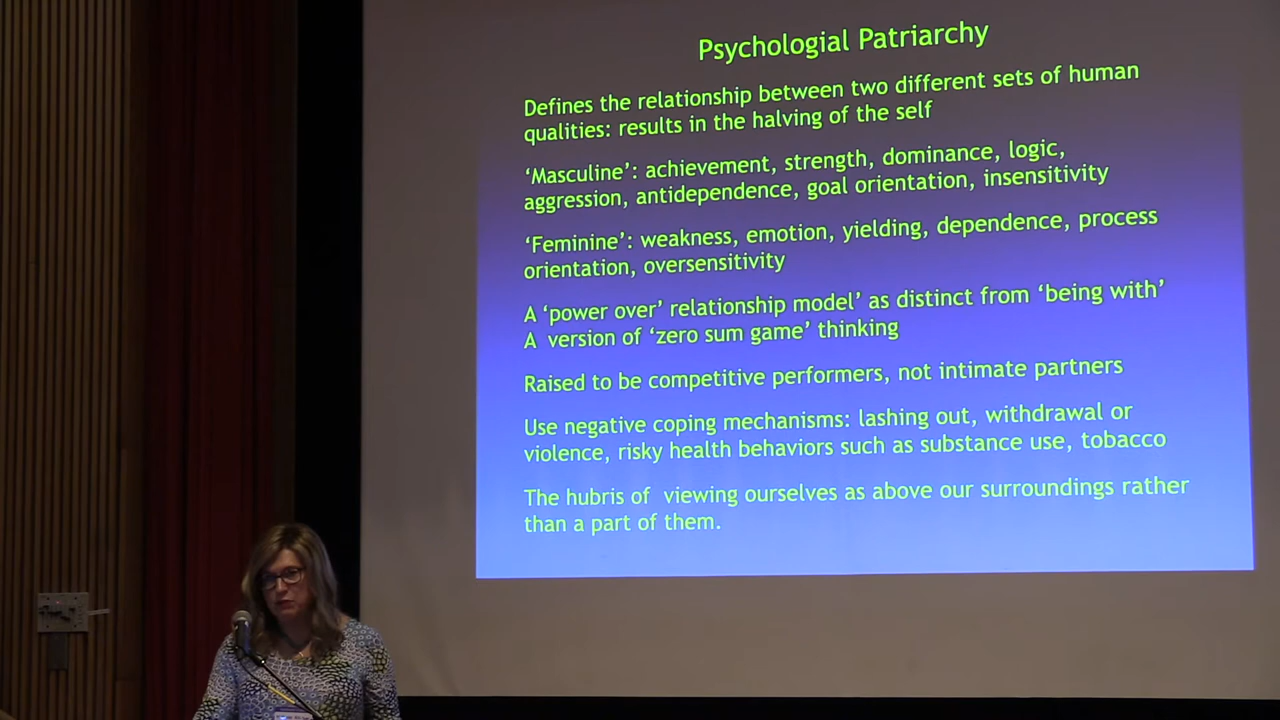 Psychologial Patriarchy
Defines the relationship between two different sets of human
qualities: results in the halving of the self
‘Masculine’: achievement, strength, dominance, logic,
aggression, antidependence, goal orientation, insensitivity
‘Feminine’: weakness, emotion, yielding, dependence, process
orientation, oversensitivity
A ‘power over’ relationship model’ as distinct from ‘being with’
A version of ‘zero sum game’ thinking
Raised to be competitive performers, not intimate partners
Use negative coping mechanisms: lashing out, withdrawal or
violence, risky health behaviors such as substance use, tobacco
The hubris of viewing ourselves as above our surroundings rather
than a part of them.